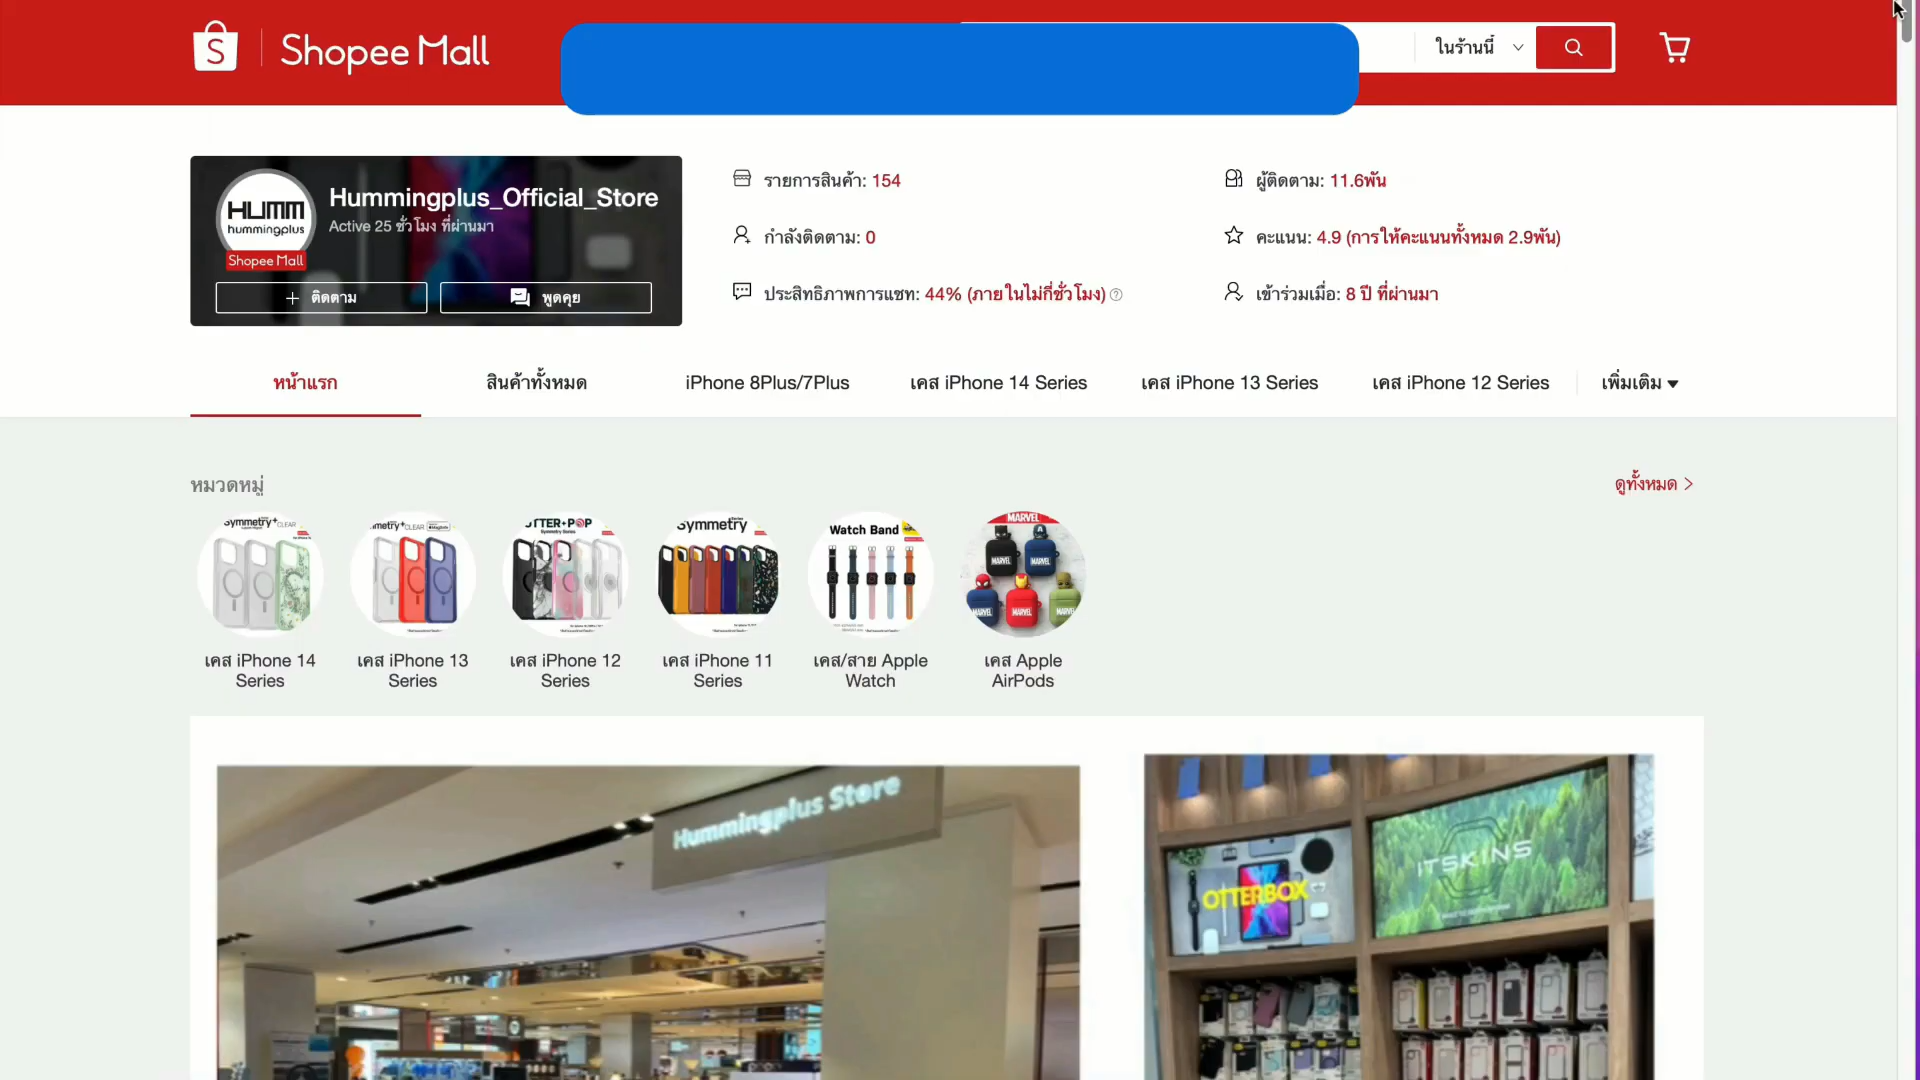 Shopee Mall
ในร้านนี้
HUMM
hummingplus
Shopee Mall
Hummingplus_Official_Store
Active 25 ชั่วโมง ที่ผ่านมา
ติดตาม
พูดคุย
รายการสินค้า: 154
ผู้ติดตาม: 11.6พัน
กำลังติดตาม: 0
คะแนน: 4.9 (การให้คะแนนทั้งหมด 2.9พัน)
ประสิทธิภาพการแชท: 44% (ภายในไม่กี่ชั่วโมง)
เข้าร่วมเมื่อ: 8 ปี ที่ผ่านมา
หน้าแรก
สินค้าทั้งหมด
iPhone 8Plus/7Plus
เคส iPhone 14 Series
เคส iPhone 13 Series
เคส iPhone 12 Series
เพิ่มเติม
หมวดหมู่
ดูทั้งหมด
Symmetry+ CLEAR
OTTER+POP
Symmetry
Watch Band
MARVEL
MARVEL
MARVEL
MARVEL
MARVEL
MARVEL
เคส iPhone 14 Series
เคส iPhone 13 Series
เคส iPhone 12 Series
เคส iPhone 11 Series
เคส/สาย Apple Watch
เคส Apple AirPods
Hummingplus Store
OTTERBOX
ITSKINS